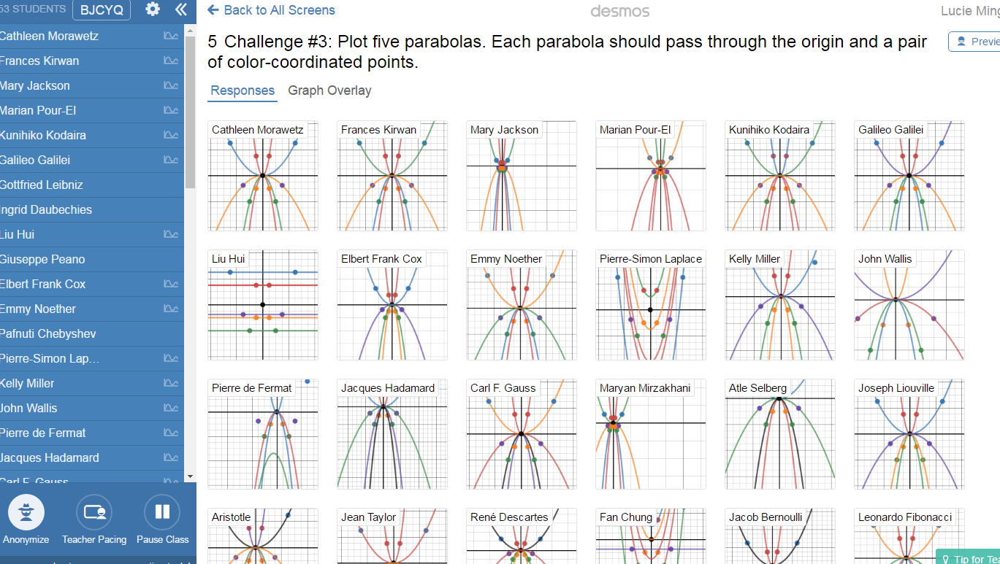 53 STUDENTS
BJCYQ
Back to All Screens
desmos
Lucie Ming
5 Challenge #3: Plot five parabolas. Each parabola should pass through the origin and a pair
of color-coordinated points.
Previe
Responses
Graph Overlay
Cathleen Morawetz
Frances Kirwan
Mary Jackson
Marian Pour-El
Kunihiko Kodaira
Galileo Galilei
Gottfried Leibniz
Ingrid Daubechies
Liu Hui
Giuseppe Peano
Elbert Frank Cox
Emmy Noether
Pafnuti Chebyshev
Pierre-Simon Lap...
Kelly Miller
John Wallis
Pierre de Fermat
Jacques Hadamard
Carl F. Gauss
Anonymize
Teacher Pacing
Pause Class
Cathleen Morawetz
Frances Kirwan
Mary Jackson
Marian Pour-El
Kunihiko Kodaira
Galileo Galilei
Liu Hui
Elbert Frank Cox
Emmy Noether
Pierre-Simon Laplace
Kelly Miller
John Wallis
Pierre de Fermat
Jacques Hadamard
Carl F. Gauss
Maryan Mirzakhani
Atle Selberg
Joseph Liouville
Aristotle
Jean Taylor
René Descartes
Fan Chung
Jacob Bernoulli
Leonardo Fibonacci
Tip for Tea